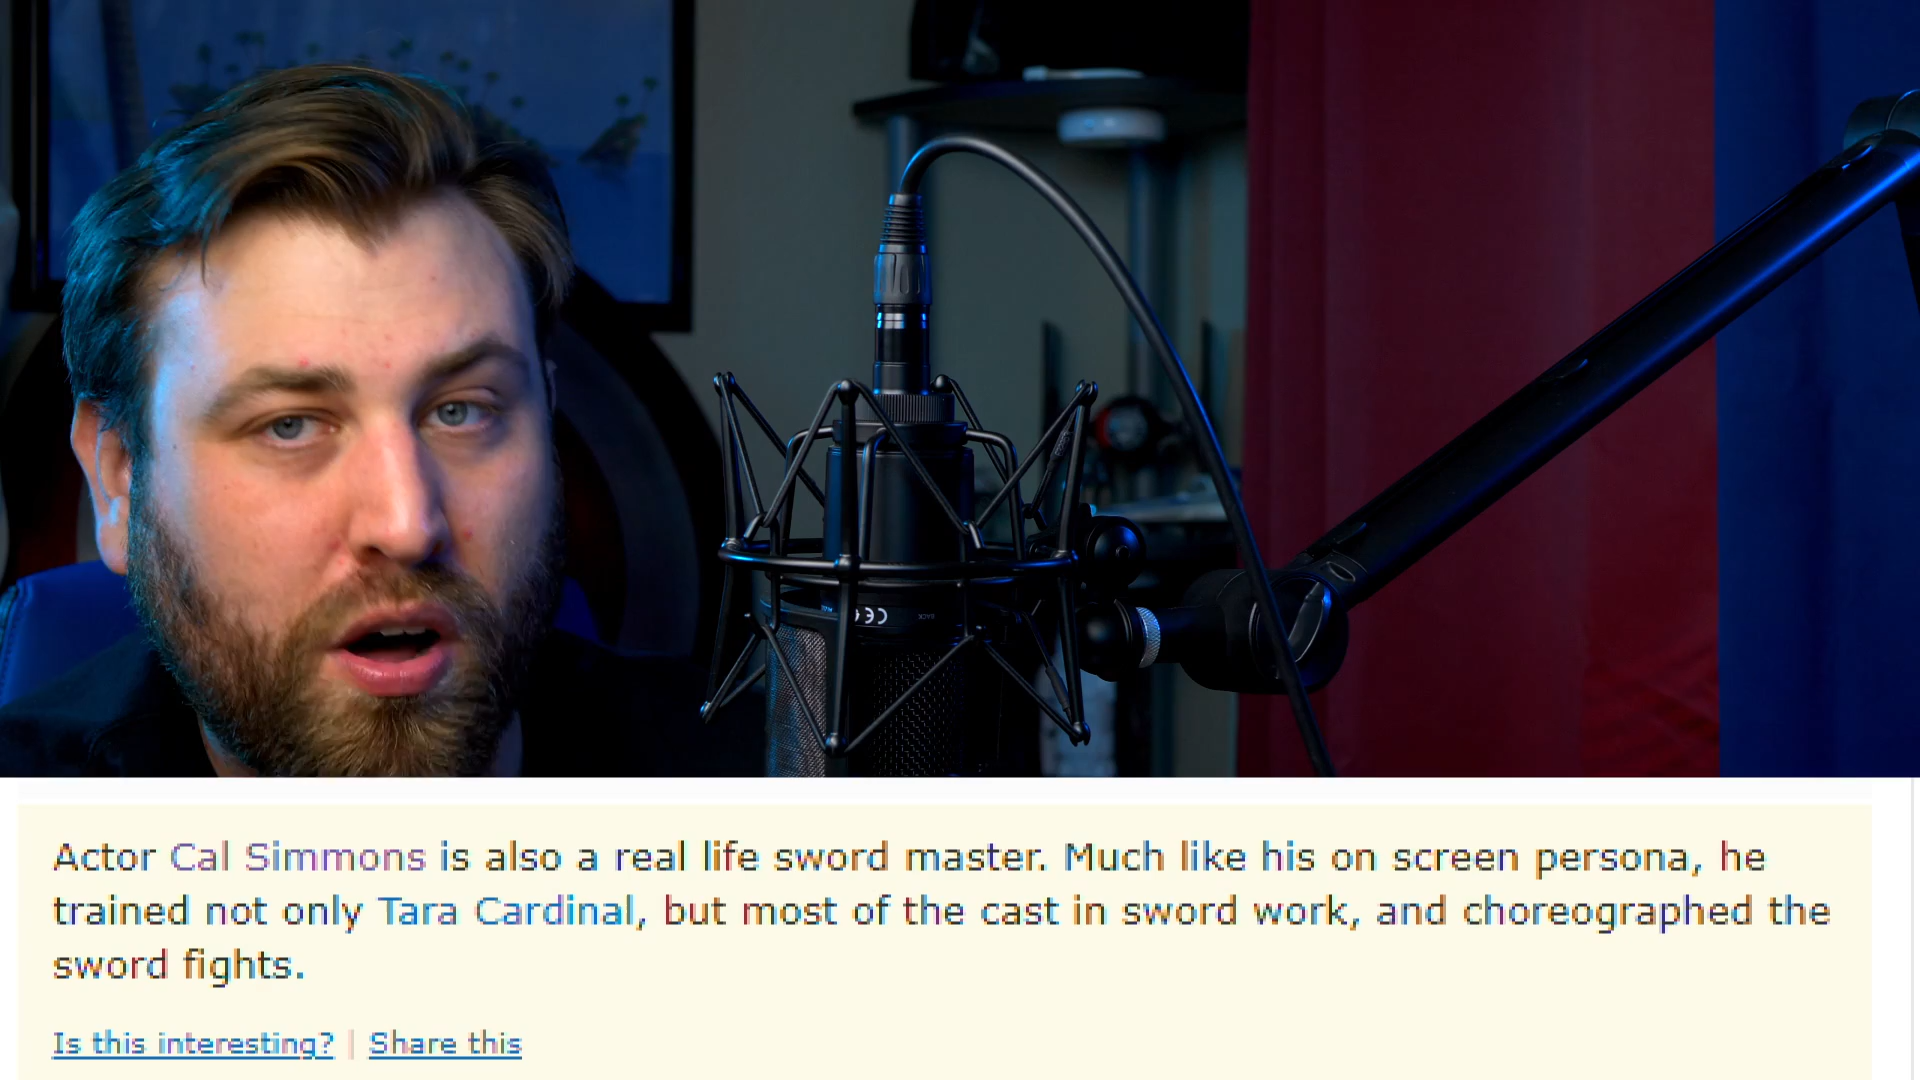 CE
BACK
Actor Cal Simmons is also a real life sword master. Much like his on screen persona, he
trained not only Tara Cardinal, but most of the cast in sword work, and choreographed the
sword fights.
Is this interesting? | Share this